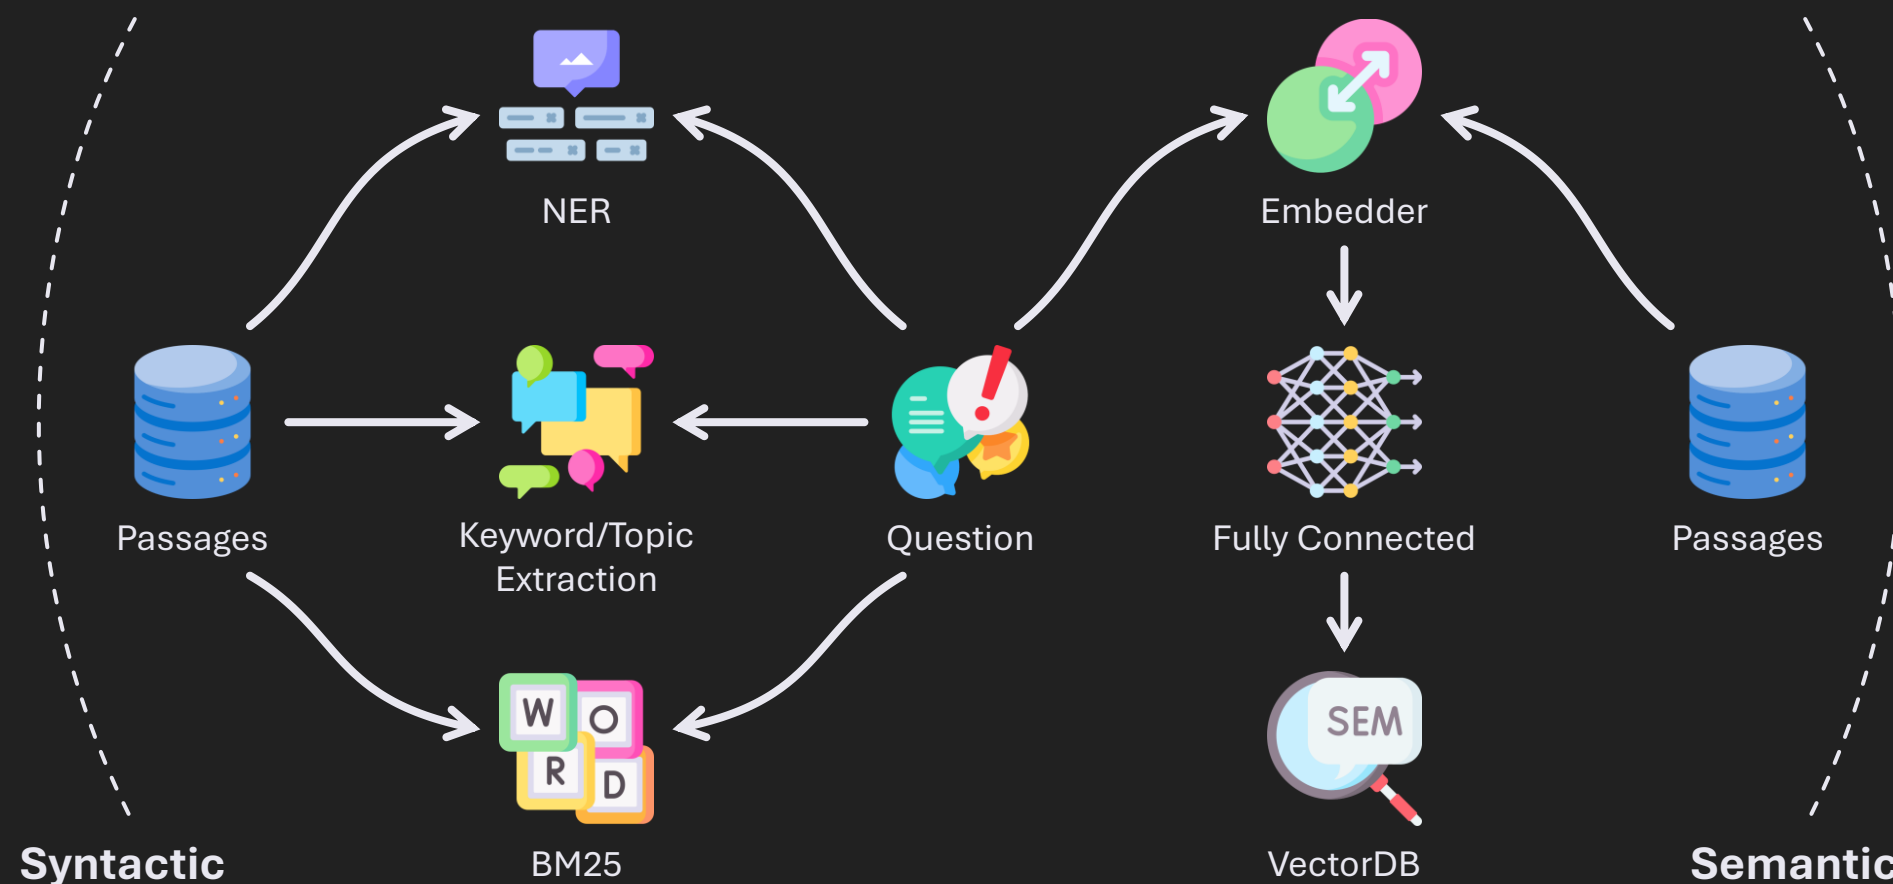 NER
Embedder
Passages
Keyword/Topic
Extraction
Question
Fully Connected
Passages
W
O
R
D
SEM
Syntactic
BM25
VectorDB
Semantic